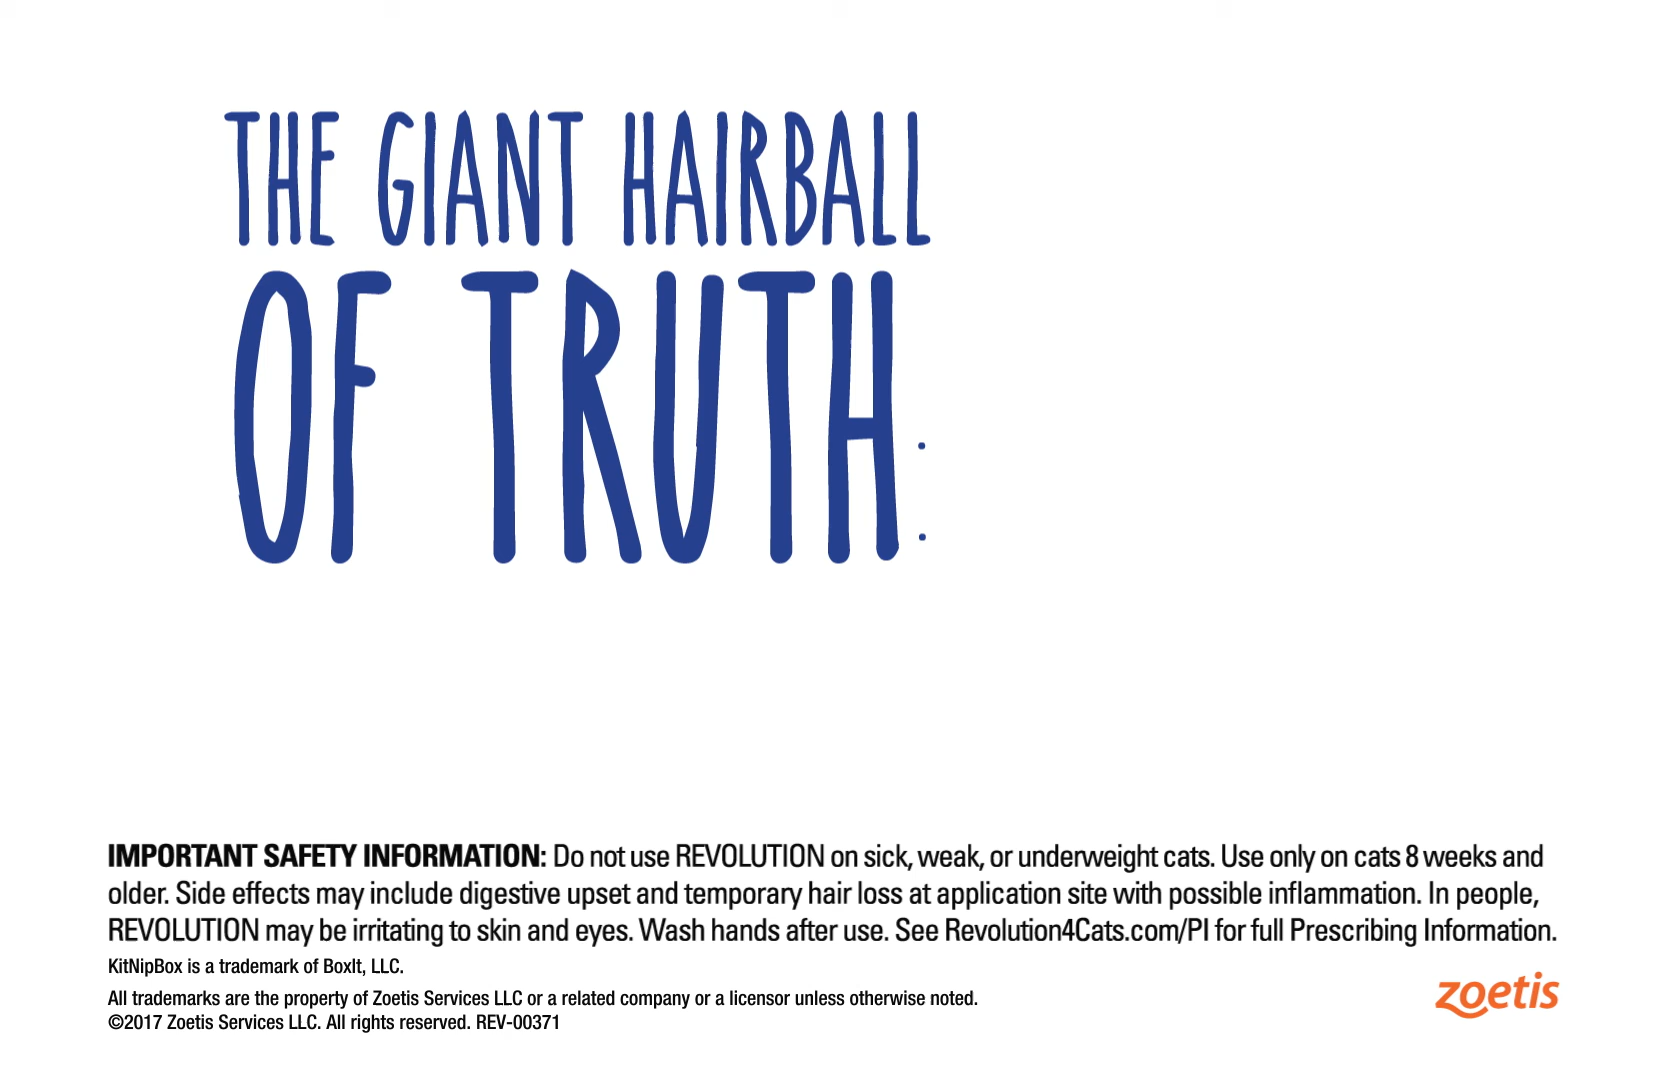 THE GIANT HAIRBALL
OF TRUTH:
IMPORTANT SAFETY INFORMATION: Do not use REVOLUTION on sick, weak, or underweight cats. Use only on cats 8 weeks and
older. Side effects may include digestive upset and temporary hair loss at application site with possible inflammation. In people,
REVOLUTION may be irritating to skin and eyes. Wash hands after use. See Revolution4Cats.com/PI for full Prescribing Information.
KitNipBox is a trademark of BoxIt, LLC.
All trademarks are the property of Zoetis Services LLC or a related company or a licensor unless otherwise noted.
©2017 Zoetis Services LLC. All rights reserved. REV-00371
zoetis